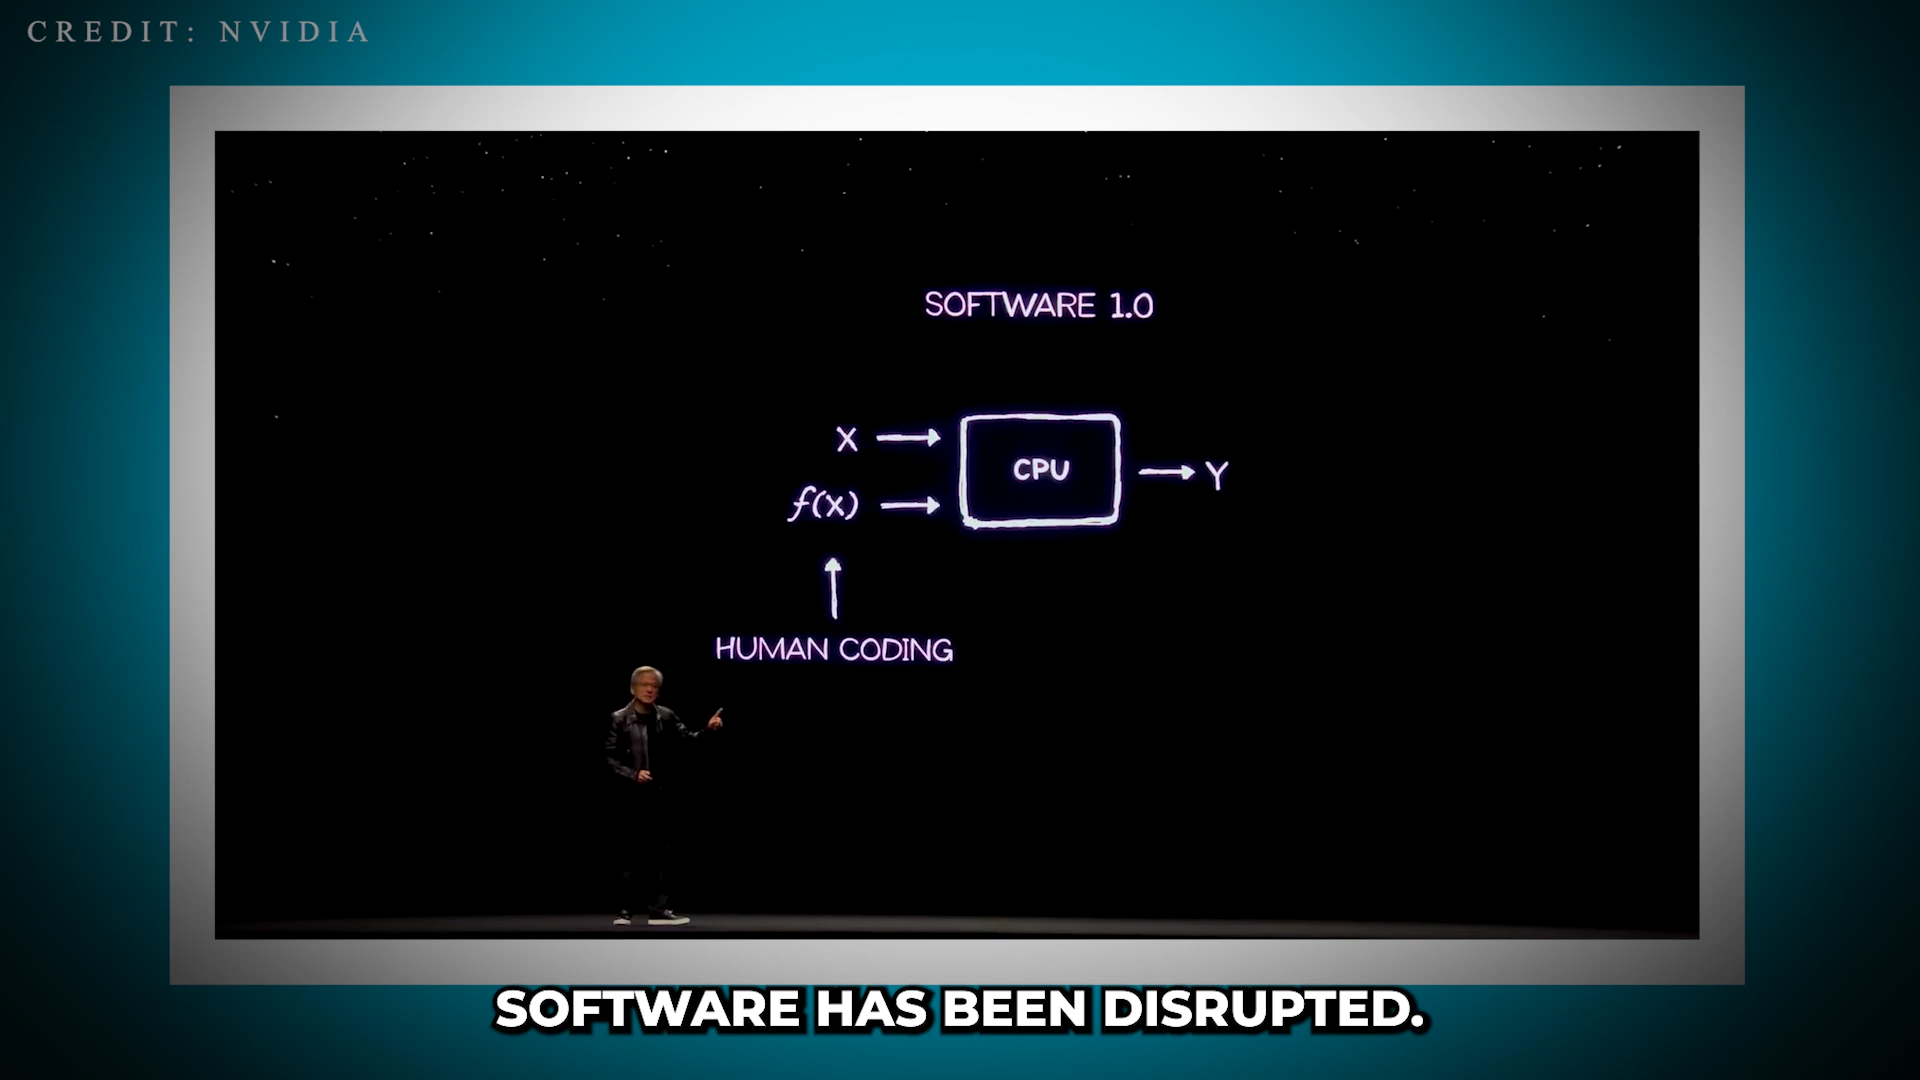 CREDIT: NVIDIA
SOFTWARE 1.0
X
CPU
Y
f(x)
HUMAN CODING
SOFTWARE HAS BEEN DISRUPTED.